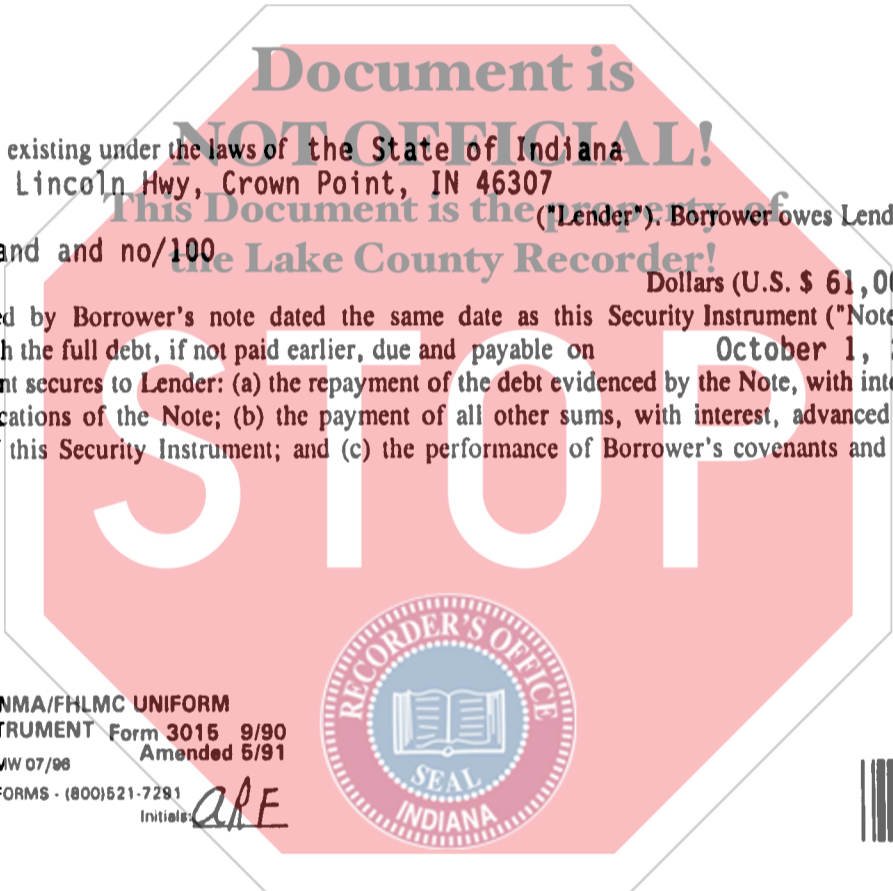 Document is
NOT OFFICIAL!
existing under the laws of the State of Indiana
Lincoln Hwy, Crown Point, IN 46307
This Document is the property of
("Lender"). Borrower owes Lend
and and no/100
the Lake County Recorder!
Dollars (U.S. $ 61,00
ed by Borrower's note dated the same date as this Security Instrument ("Note
h the full debt, if not paid earlier, due and payable on October 1,
nt secures to Lender: (a) the repayment of the debt evidenced by the Note, with inte
cations of the Note; (b) the payment of all other sums, with interest, advanced
this Security Instrument; and (c) the performance of Borrower's covenants and
STOP
RECORDER'S OFFICE
SEAL
INDIANA
NMA/FHLMC UNIFORM
TRUMENT Form 3015 9/90
Amended 5/91
MW 07/96
FORMS - (800)521-7291
Initials: ARE